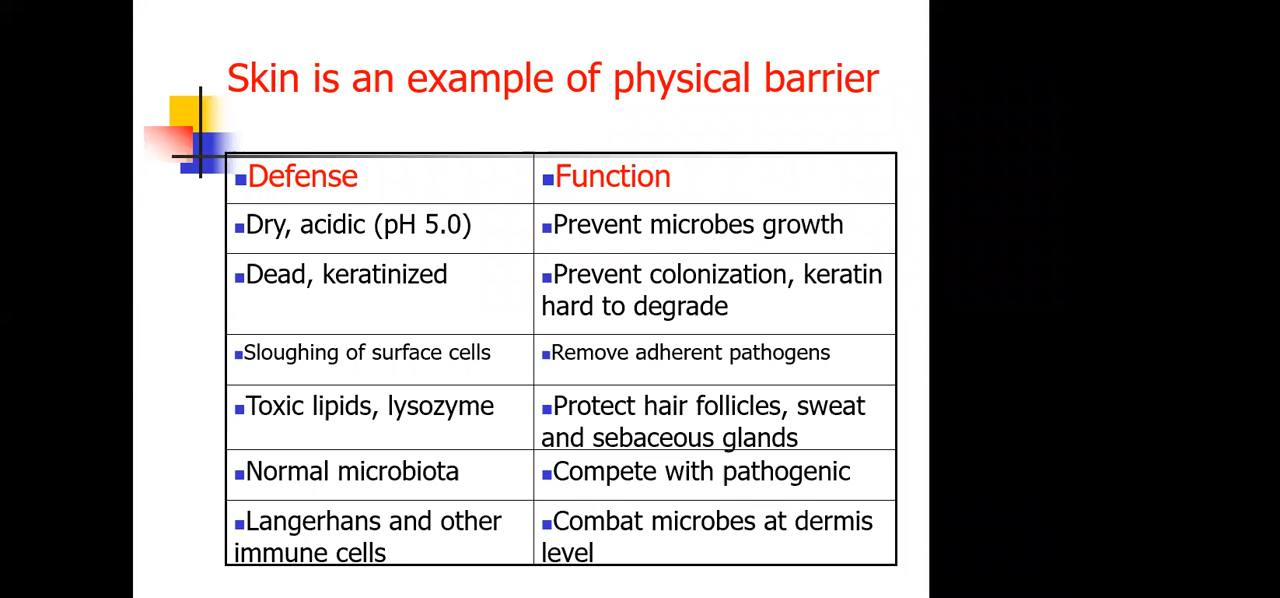 Skin is an example of physical barrier
Defense
Function
Dry, acidic (pH 5.0)
Prevent microbes growth
Dead, keratinized
Prevent colonization, keratin
hard to degrade
Sloughing of surface cells
Remove adherent pathogens
Toxic lipids, lysozyme
Protect hair follicles, sweat
and sebaceous glands
Normal microbiota
Compete with pathogenic
Langerhans and other
immune cells
Combat microbes at dermis
level